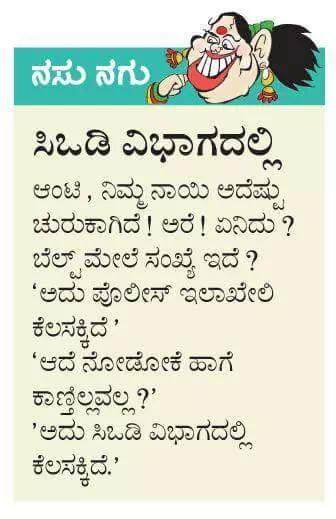 ನಸು ನಗು
ಸಿಒಡಿ ವಿಭಾಗದಲ್ಲಿ
ಆಂಟಿ, ನಿಮ್ಮ ನಾಯಿ ಅದೆಷ್ಟು
ಚುರುಕಾಗಿದೆ! ಅರೆ! ಏನಿದು?
ಬೆಲ್ಟ್ ಮೇಲೆ ಸಂಖ್ಯೆ ಇದೆ?
‘ಅದು ಪೊಲೀಸ್ ಇಲಾಖೇಲಿ
ಕೆಲಸಕ್ಕಿದೆ’
‘ಆದೆ ನೋಡೋಕೆ ಹಾಗೆ
ಕಾಣ್ತಿಲ್ಲವಲ್ಲ?’
’ಅದು ಸಿಒಡಿ ವಿಭಾಗದಲ್ಲಿ
ಕೆಲಸಕ್ಕಿದೆ.’